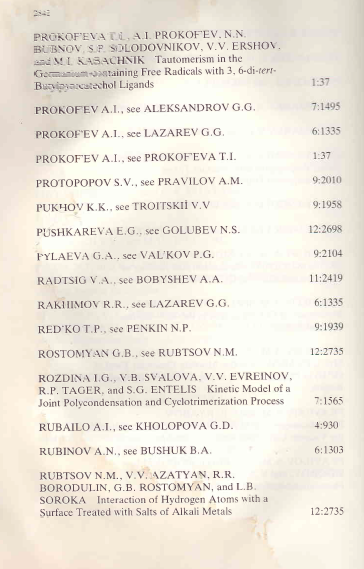 2842
PROKOF'EVA T.I., A.I. PROKOF'EV, N.N.
BUBNOV, S.P. SOLODOVNIKOV, V.V. ERSHOV,
and M.I. KABACHNIK Tautomerism in the
Germanium-containing Free Radicals with 3, 6-di-tert-
Butylpyrocatechol Ligands 1:37
PROKOF'EV A.I., see ALEKSANDROV G.G. 7:1495
PROKOF'EV A.I., see LAZAREV G.G. 6:1335
PROKOF'EV A.I., see PROKOF'EVA T.I. 1:37
PROTOPOPOV S.V., see PRAVILOV A.M. 9:2010
PUKHOV K.K., see TROITSKIĬ V.V 9:1958
PUSHKAREVA E.G., see GOLUBEV N.S. 12:2698
PYLAEVA G.A., see VAL'KOV P.G. 9:2104
RADTSIG V.A., see BOBYSHEV A.A. 11:2419
RAKHIMOV R.R., see LAZAREV G.G. 6:1335
RED'KO T.P., see PENKIN N.P. 9:1939
ROSTOMYAN G.B., see RUBTSOV N.M. 12:2735
ROZDINA I.G., V.B. SVALOVA, V.V. EVREINOV,
R.P. TAGER, and S.G. ENTELIS Kinetic Model of a
Joint Polycondensation and Cyclotrimerization Process 7:1565
RUBAILO A.I., see KHOLOPOVA G.D. 4:930
RUBINOV A.N., see BUSHUK B.A. 6:1303
RUBTSOV N.M., V.V. AZATYAN, R.R.
BORODULIN, G.B. ROSTOMYAN, and L.B.
SOROKA Interaction of Hydrogen Atoms with a
Surface Treated with Salts of Alkali Metals 12:2735